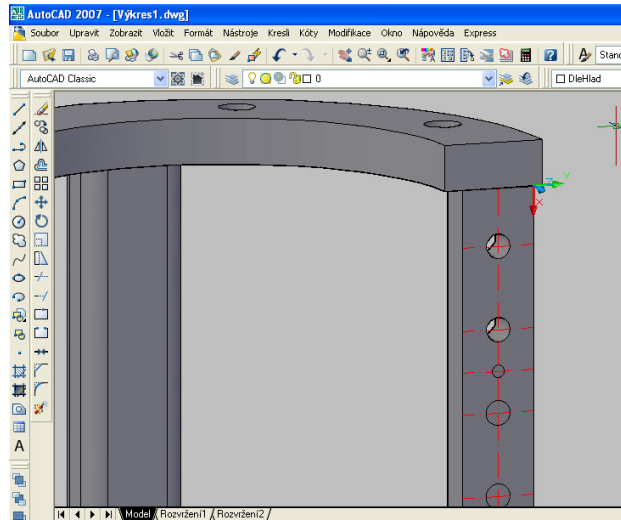 AutoCAD 2007 - [Výkres1.dwg]
Soubor Upravit Zobrazit Vložit Formát Nástroje Kresli Kóty Modifikace Okno Nápověda Express
Stand
AutoCAD Classic 0 DleHlad
Z Y
X
A
Model Rozvržení1 Rozvržení2